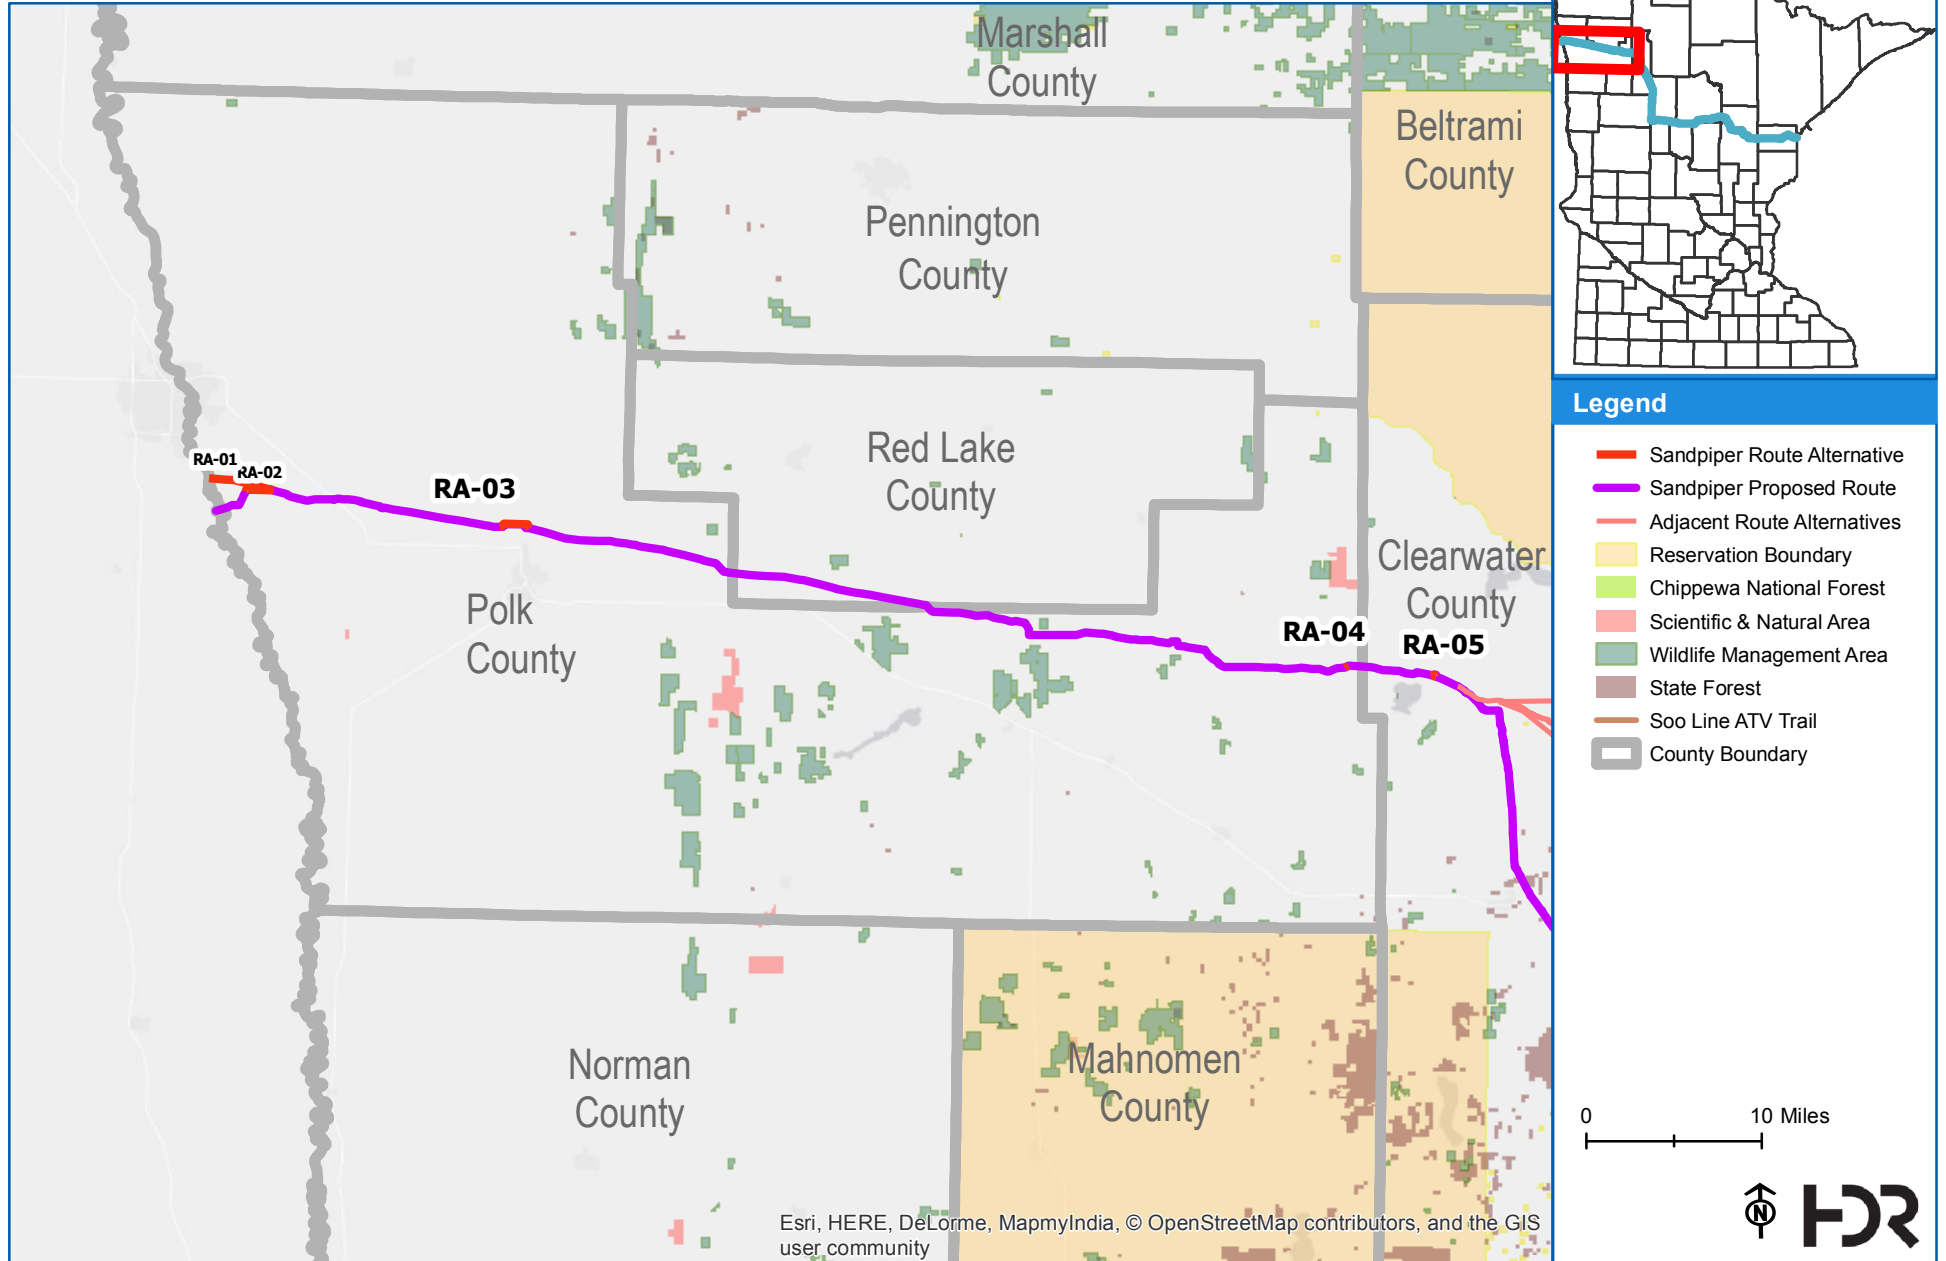 Marshall
County
Beltrami
County
Pennington
County
Red Lake
County
RA-01
RA-02
RA-03
Clearwater
County
Polk
County
RA-04
RA-05
Norman
County
Mahnomen
County
Esri, HERE, DeLorme, MapmyIndia, © OpenStreetMap contributors, and the GIS
user community
Legend
Sandpiper Route Alternative
Sandpiper Proposed Route
Adjacent Route Alternatives
Reservation Boundary
Chippewa National Forest
Scientific & Natural Area
Wildlife Management Area
State Forest
Soo Line ATV Trail
County Boundary
0 10 Miles
N
HDR